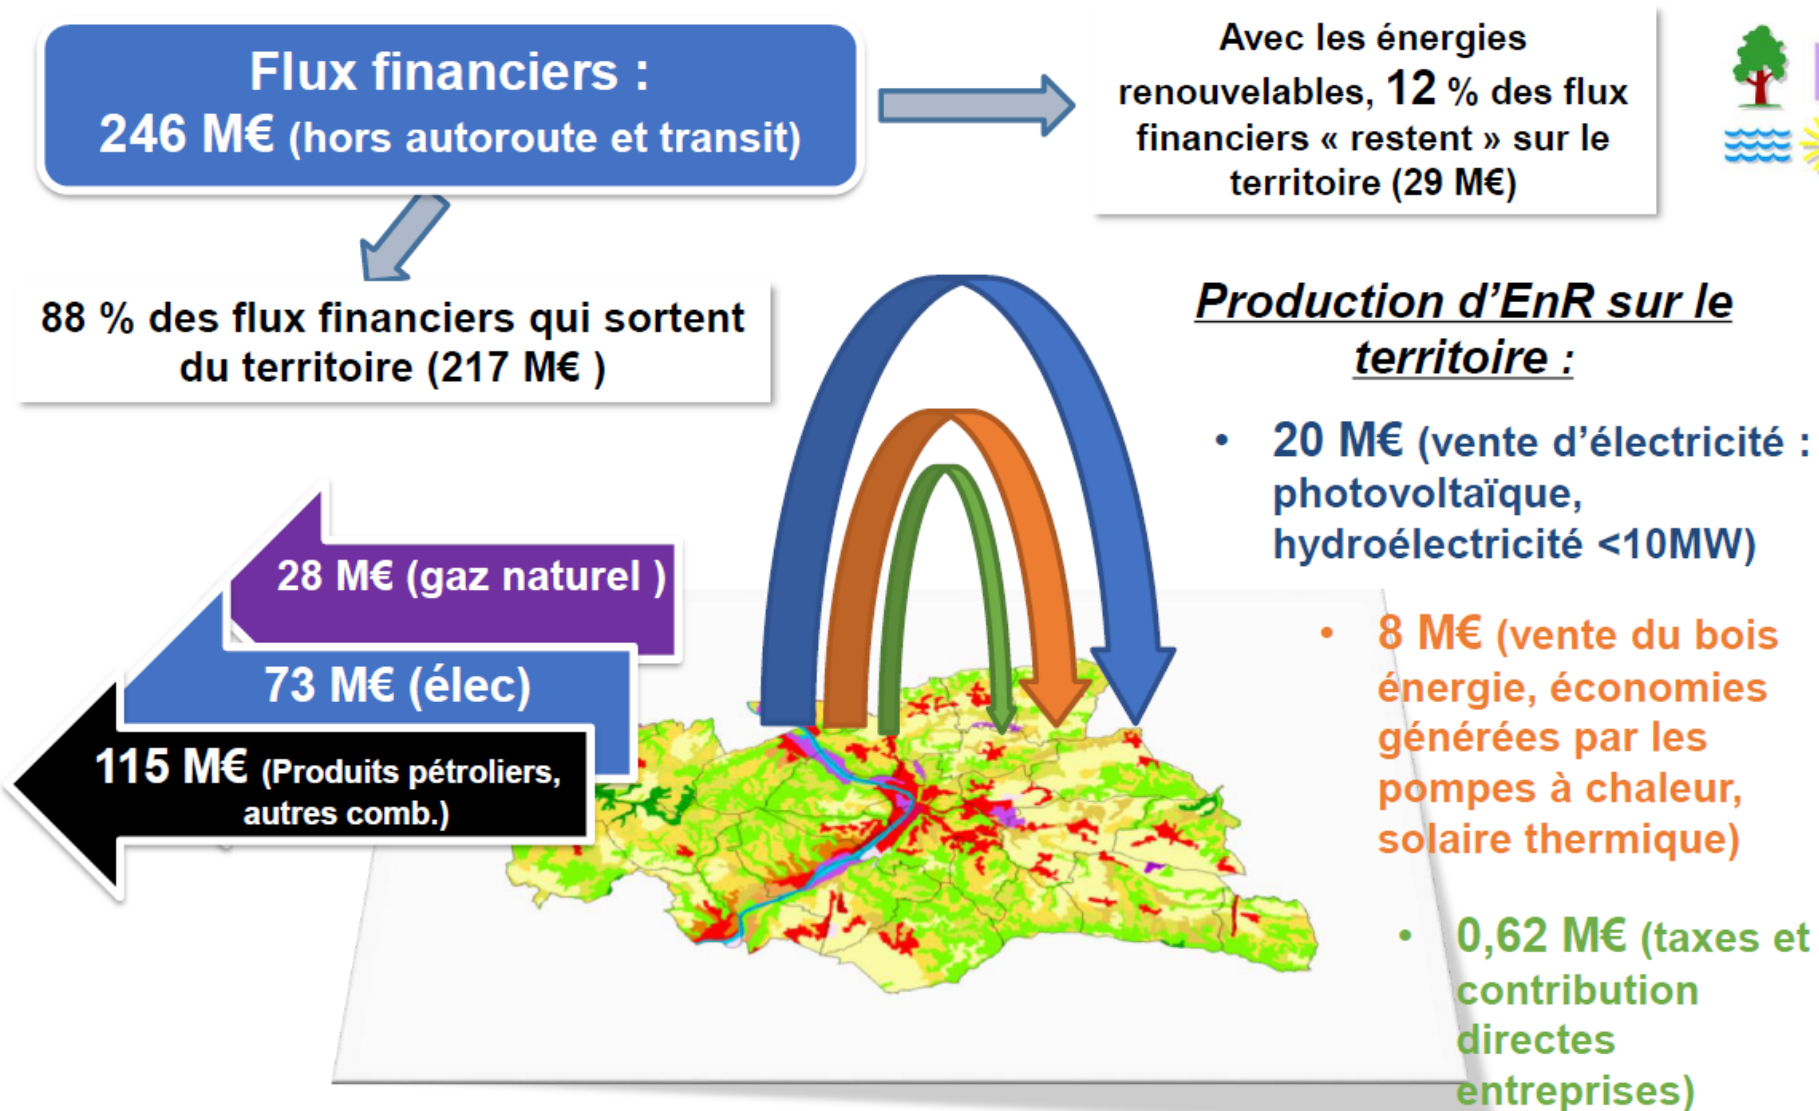 Flux financiers :
246 M€ (hors autoroute et transit)
Avec les énergies
renouvelables, 12 % des flux
financiers « restent » sur le
territoire (29 M€)
88 % des flux financiers qui sortent
du territoire (217 M€ )
28 M€ (gaz naturel )
73 M€ (élec)
115 M€ (Produits pétroliers,
autres comb.)
Production d’EnR sur le
territoire :
• 20 M€ (vente d’électricité :
photovoltaïque,
hydroélectricité <10MW)
• 8 M€ (vente du bois
énergie, économies
générées par les
pompes à chaleur,
solaire thermique)
• 0,62 M€ (taxes et
contribution
directes
entreprises)